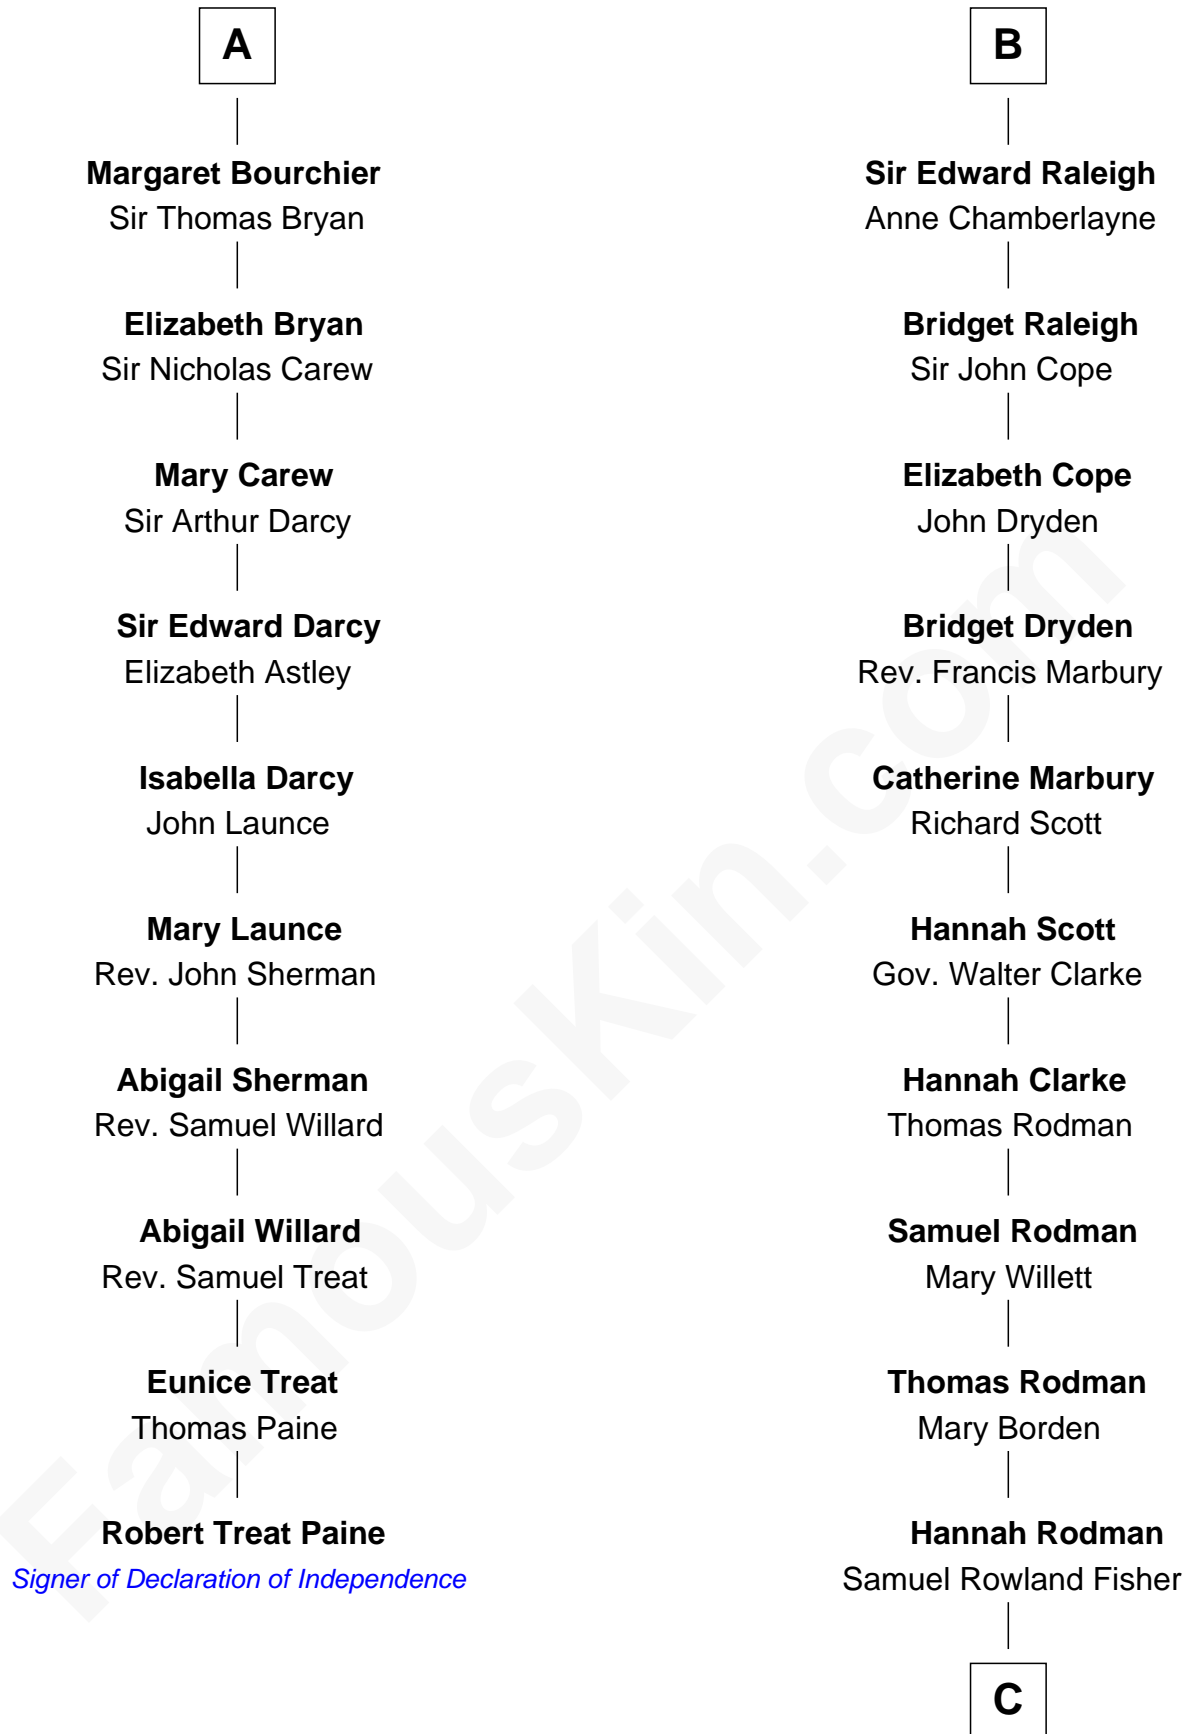 A
Margaret Bourchier
Sir Thomas Bryan
Elizabeth Bryan
Sir Nicholas Carew
Mary Carew
Sir Arthur Darcy
Sir Edward Darcy
Elizabeth Astley
Isabella Darcy
John Launce
Mary Launce
Rev. John Sherman
Abigail Sherman
Rev. Samuel Willard
Abigail Willard
Rev. Samuel Treat
Eunice Treat
Thomas Paine
Robert Treat Paine
Signer of Declaration of Independence
B
Sir Edward Raleigh
Anne Chamberlayne
Bridget Raleigh
Sir John Cope
Elizabeth Cope
John Dryden
Bridget Dryden
Rev. Francis Marbury
Catherine Marbury
Richard Scott
Hannah Scott
Gov. Walter Clarke
Hannah Clarke
Thomas Rodman
Samuel Rodman
Mary Willett
Thomas Rodman
Mary Borden
Hannah Rodman
Samuel Rowland Fisher
C
FamousKin.com